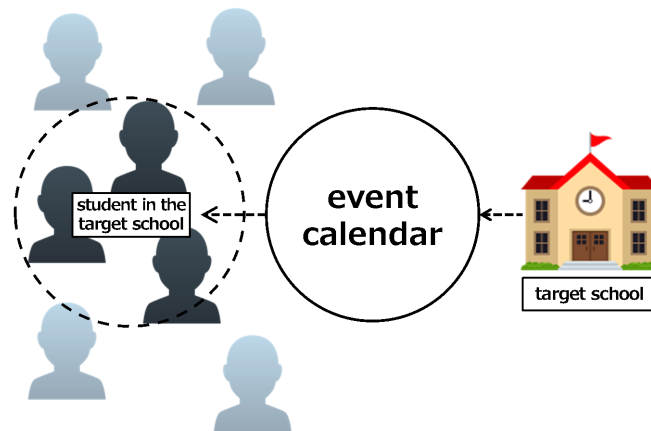 student in the
target school
event
calendar
target school